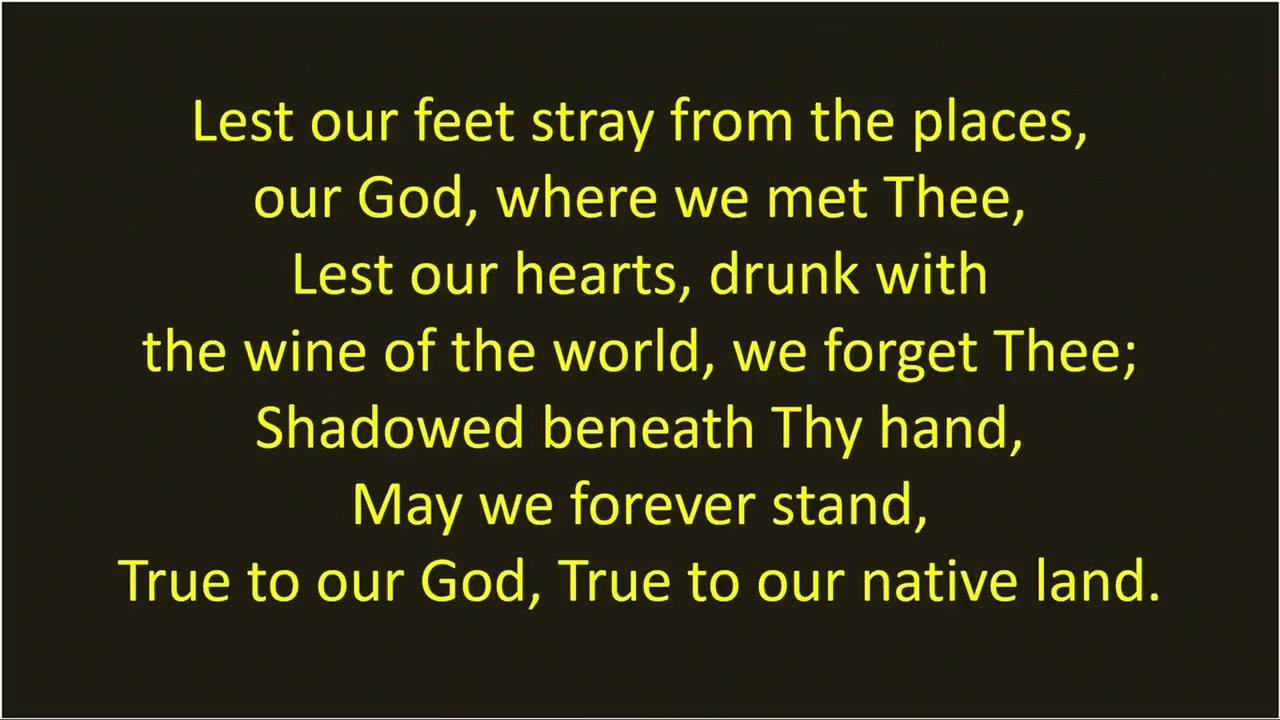 Lest our feet stray from the places,
our God, where we met Thee,
Lest our hearts, drunk with
the wine of the world, we forget Thee;
Shadowed beneath Thy hand,
May we forever stand,
True to our God, True to our native land.